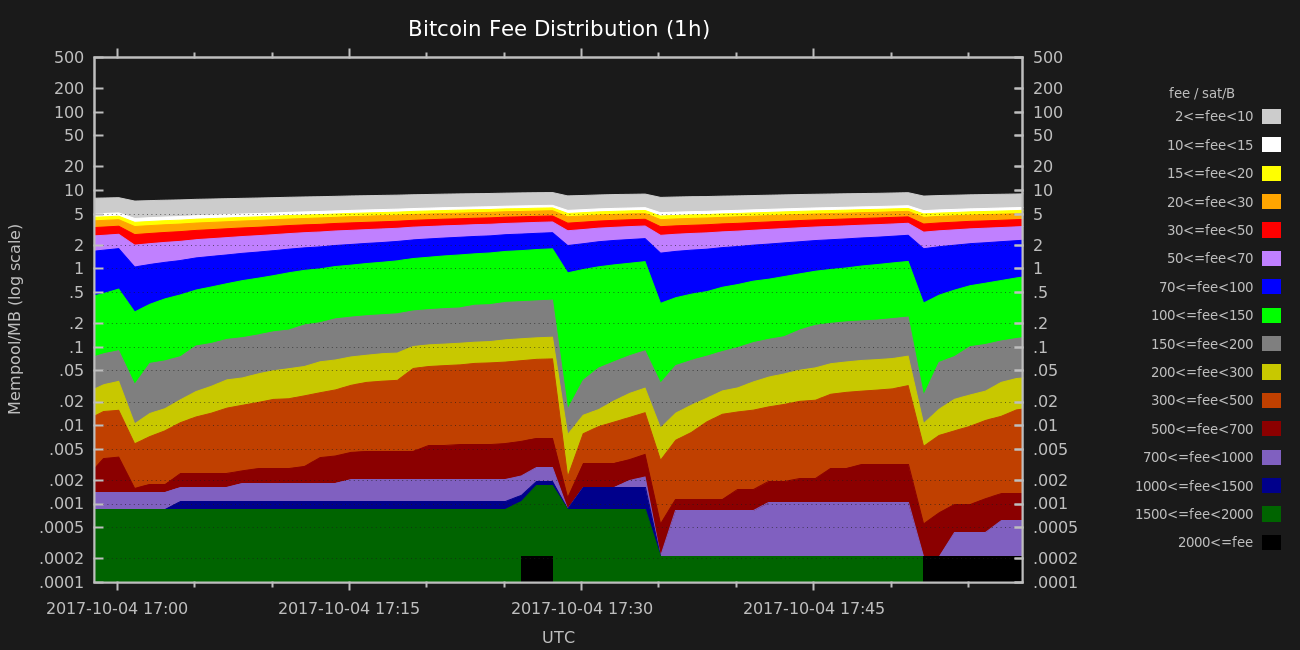 Bitcoin Fee Distribution (1h)
Mempool/MB (log scale)
500
200
100
50
20
10
5
2
1
.5
.2
.1
.05
.02
.01
.005
.002
.001
.0005
.0002
.0001
500
200
100
50
20
10
5
2
1
.5
.2
.1
.05
.02
.01
.005
.002
.001
.0005
.0002
.0001
2017-10-04 17:00 2017-10-04 17:15 2017-10-04 17:30 2017-10-04 17:45
UTC
fee / sat/B
2<=fee<10
10<=fee<15
15<=fee<20
20<=fee<30
30<=fee<50
50<=fee<70
70<=fee<100
100<=fee<150
150<=fee<200
200<=fee<300
300<=fee<500
500<=fee<700
700<=fee<1000
1000<=fee<1500
1500<=fee<2000
2000<=fee